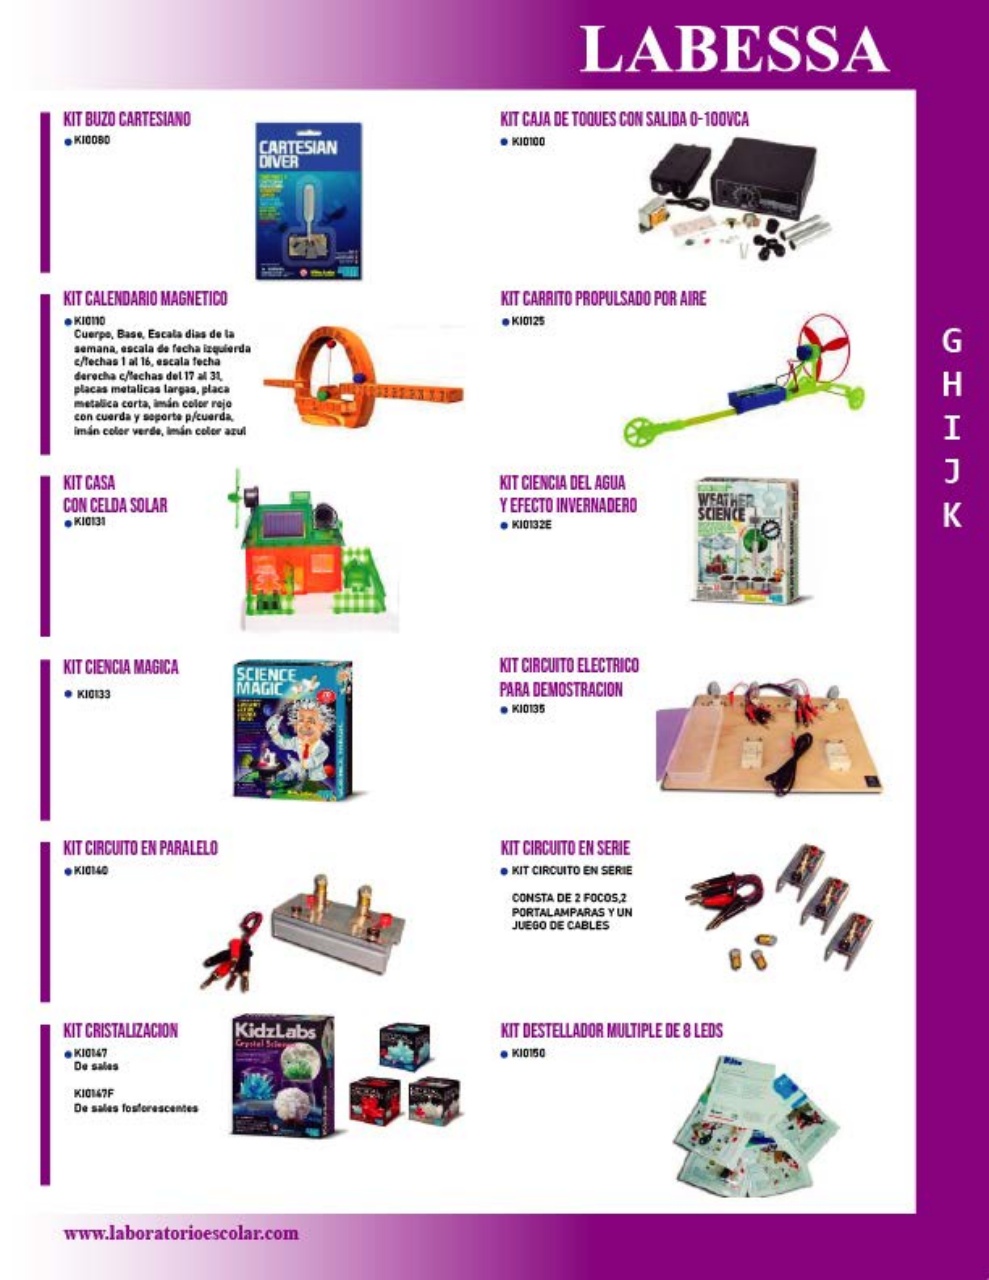 LABESSA
KIT BUZO CARTESIANO
KI0080
CARTESIAN
DIVER
KIT CAJA DE TOQUES CON SALIDA 0-100VCA
KI0100
KIT CALENDARIO MAGNETICO
KI0110
Cuerpo, Base, Escala dias de la
semana, escala de fecha izquierda
c/fechas 1 al 16, escala fecha
derecha c/fechas del 17 al 31,
placas metalicas largas, placa
metalica corta, imán color rojo
con cuerda y soporte p/cuerda,
imán color verde, imán color azul
KIT CARRITO PROPULSADO POR AIRE
KI0125
KIT CASA
CON CELDA SOLAR
KI0131
KIT CIENCIA DEL AGUA
Y EFECTO INVERNADERO
KI0132E
WEATHER
SCIENCE
KIT CIENCIA MAGICA
KI0133
SCIENCE
MAGIC
KIT CIRCUITO ELECTRICO
PARA DEMOSTRACION
KI0135
KIT CIRCUITO EN PARALELO
KI0140
KIT CIRCUITO EN SERIE
KIT CIRCUITO EN SERIE
CONSTA DE 2 FOCOS,2
PORTALAMPARAS Y UN
JUEGO DE CABLES
KIT CRISTALIZACION
KI0147
De sales
KI0147F
De sales fosforescentes
KidzLabs
Crystal Science
KIT DESTELLADOR MULTIPLE DE 8 LEDS
KI0150
G
H
I
J
K
www.laboratorioescolar.com